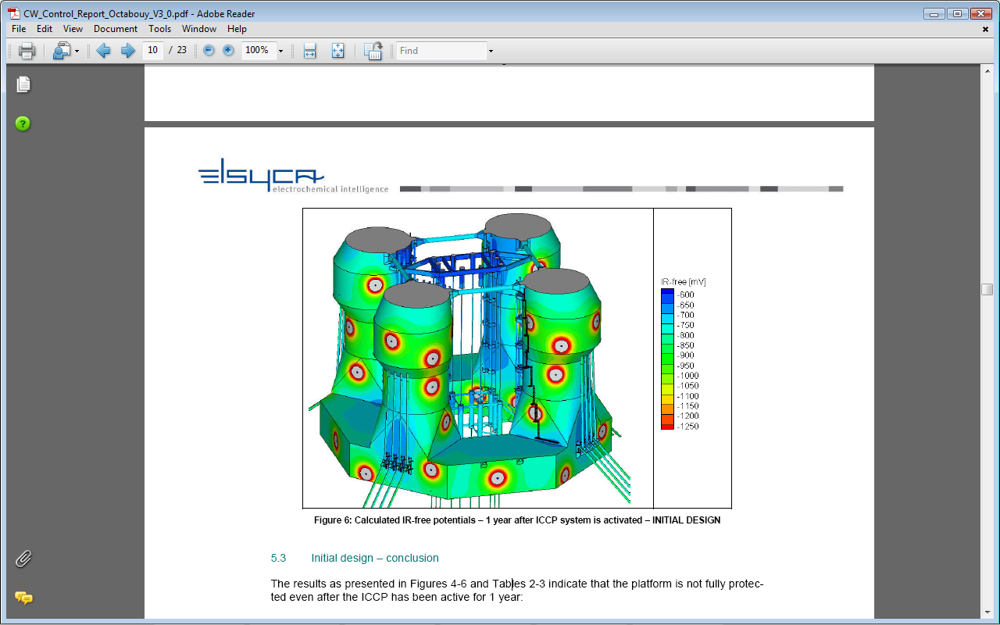 CW_Control_Report_Octabouy_V3_0.pdf - Adobe Reader
File Edit View Document Tools Window Help
10 / 23 100% Find
elsyca
electrochemical intelligence
IR-free [mV]
-600
-650
-700
-750
-800
-850
-900
-950
-1000
-1050
-1100
-1150
-1200
-1250
Figure 6: Calculated IR-free potentials – 1 year after ICCP system is activated – INITIAL DESIGN
5.3 Initial design – conclusion
The results as presented in Figures 4-6 and Tables 2-3 indicate that the platform is not fully protec-
ted even after the ICCP has been active for 1 year: